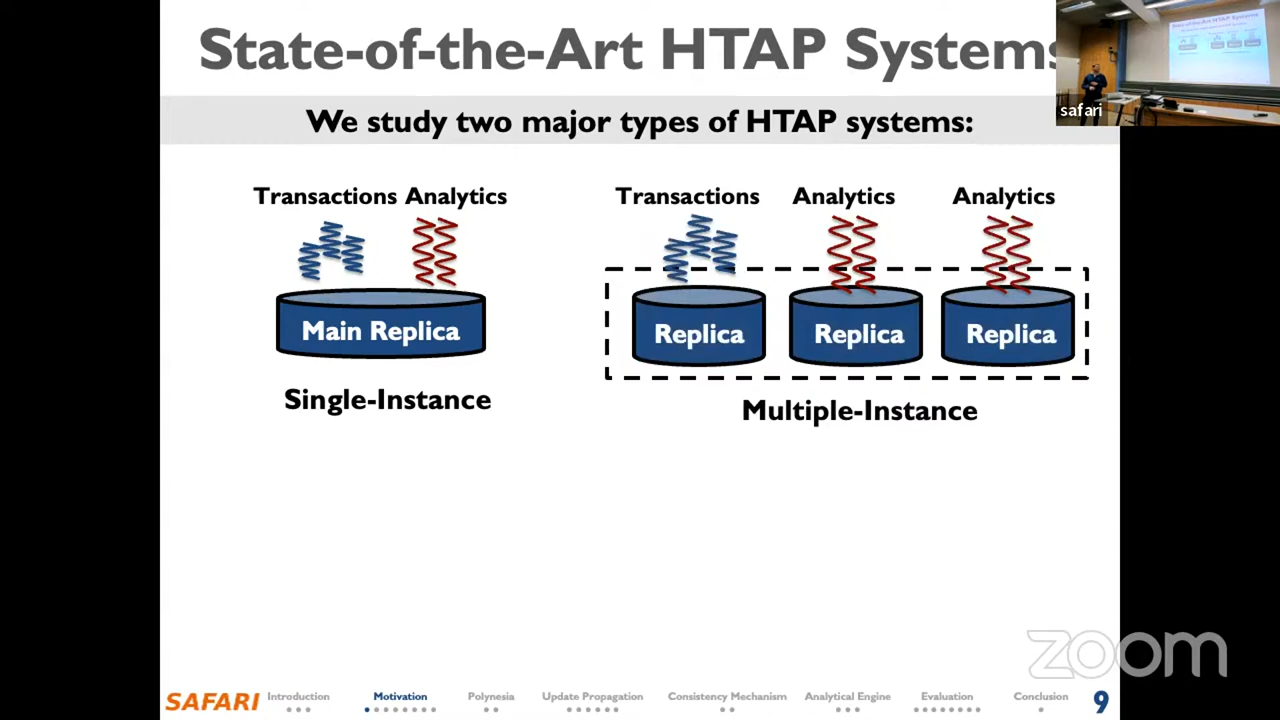 State-of-the-Art HTAP Systems
We study two major types of HTAP systems:
safari
Transactions Analytics
Main Replica
Single-Instance
Transactions Analytics Analytics
Replica Replica Replica
Multiple-Instance
zoom
SAFARI Introduction Motivation Polynesia Update Propagation Consistency Mechanism Analytical Engine Evaluation Conclusion 9